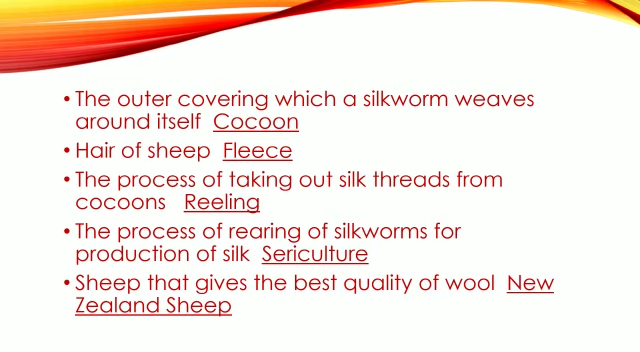 • The outer covering which a silkworm weaves
around itself Cocoon
• Hair of sheep Fleece
• The process of taking out silk threads from
cocoons Reeling
• The process of rearing of silkworms for
production of silk Sericulture
• Sheep that gives the best quality of wool New
Zealand Sheep